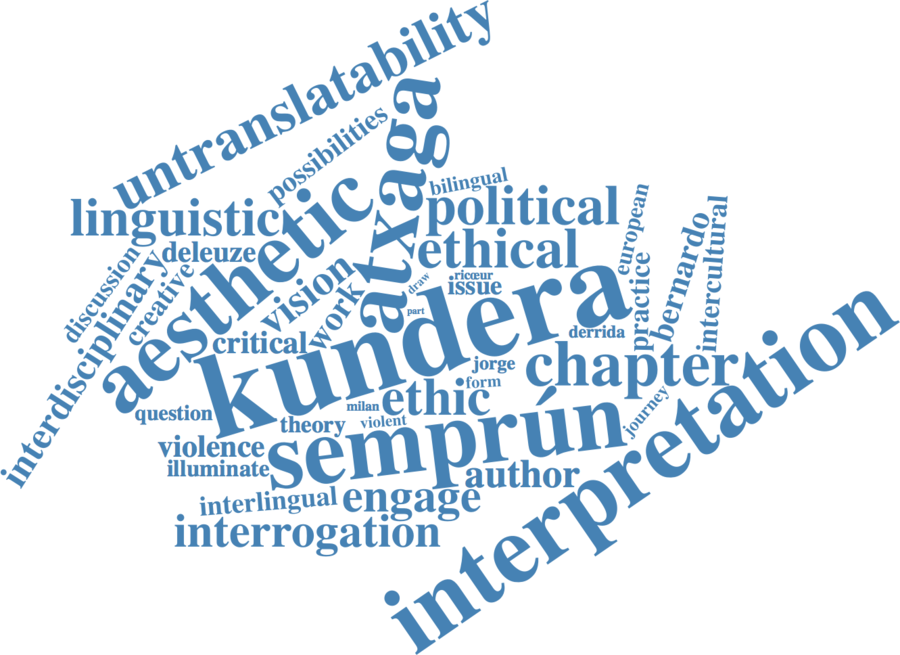 untranslatability
possibilities
atxaga
bilingual
linguistic
aesthetic
political
european
bernardo
intercultural
deleuze
ethical
discussion
interdisciplinary
creative
vision
work
draw
ricœur
issue
practice
part
kundera
derrida
critical
jorge
chapter
form
ethic
milan
question
theory
violent
journey
semprún
interpretation
violence
illuminate
author
interlingual
engage
interrogation